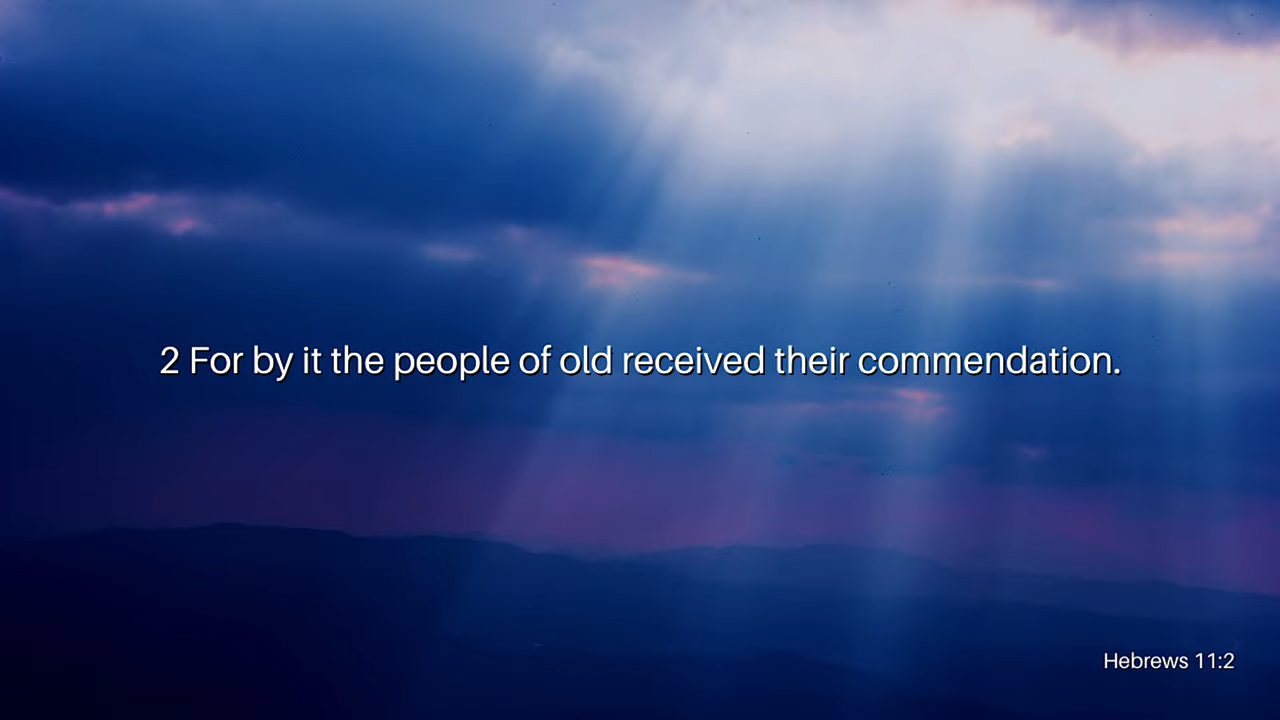 2 For by it the people of old received their commendation.
Hebrews 11:2